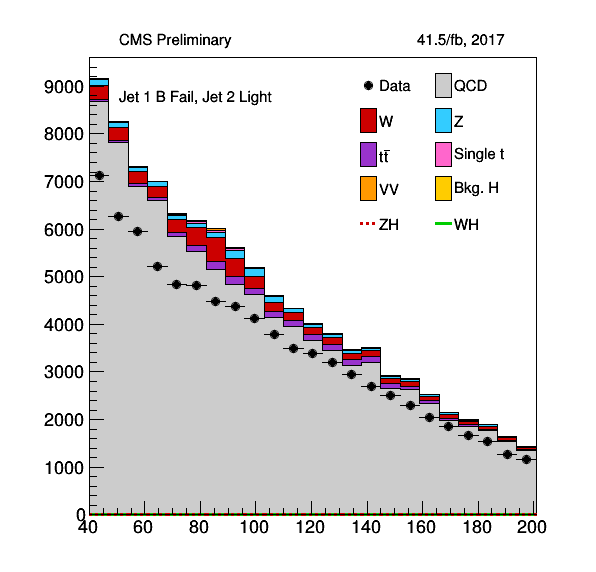 CMS Preliminary 41.5/fb, 2017
Jet 1 B Fail, Jet 2 Light
Data QCD
W Z
tt̅ Single t
VV Bkg. H
ZH WH
9000
8000
7000
6000
5000
4000
3000
2000
1000
0
40 60 80 100 120 140 160 180 200